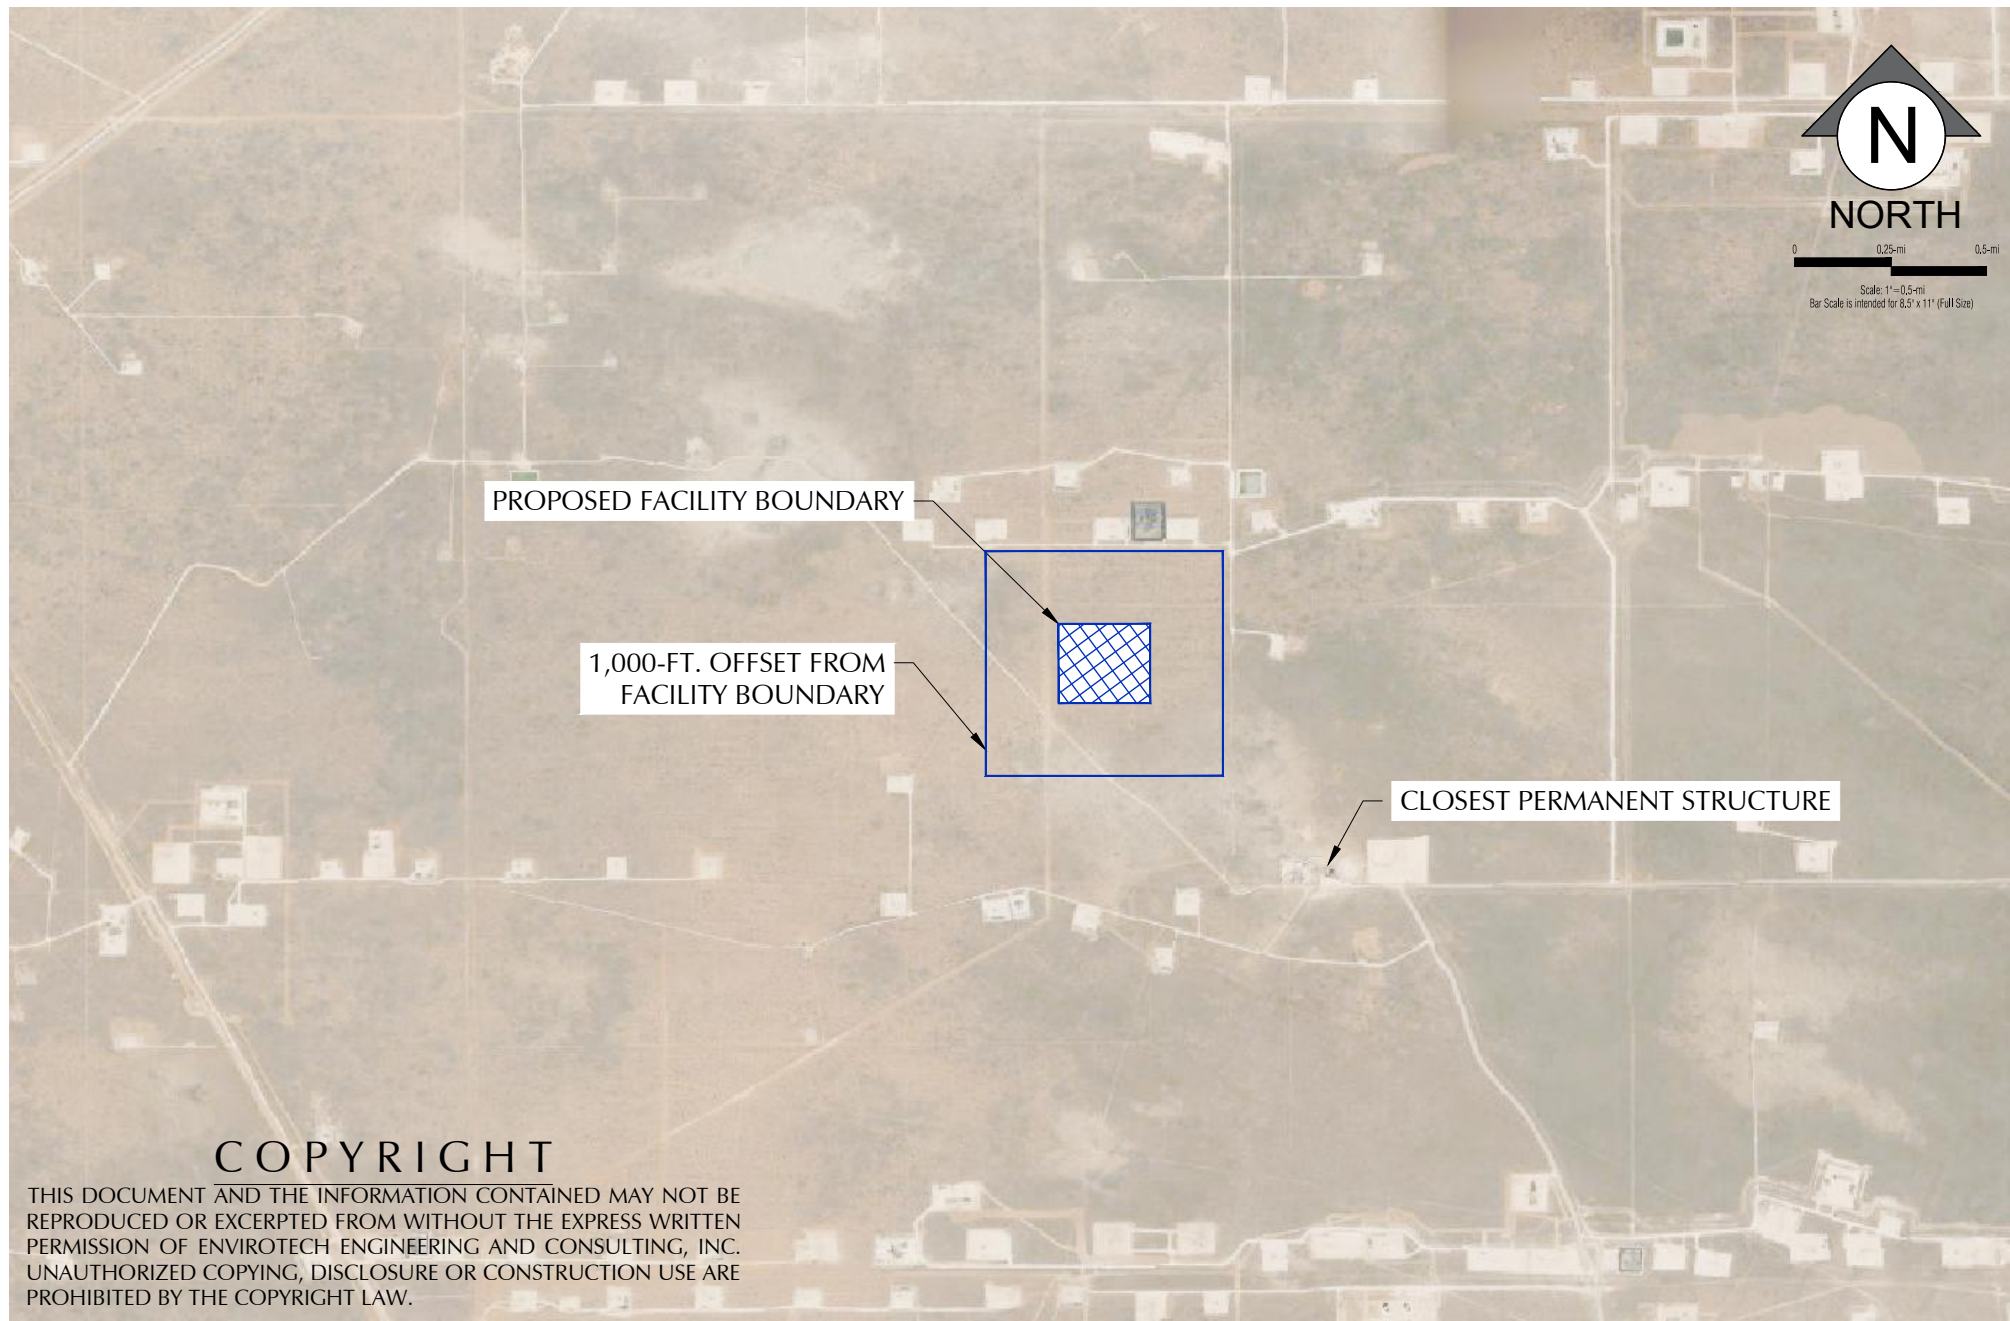 N
NORTH
0 0.25-mi 0.5-mi
Scale: 1"=0.5-mi
Bar Scale is intended for 8.5" x 11" (Full Size)
PROPOSED FACILITY BOUNDARY
1,000-FT. OFFSET FROM
FACILITY BOUNDARY
CLOSEST PERMANENT STRUCTURE
COPYRIGHT
THIS DOCUMENT AND THE INFORMATION CONTAINED MAY NOT BE
REPRODUCED OR EXCERPTED FROM WITHOUT THE EXPRESS WRITTEN
PERMISSION OF ENVIROTECH ENGINEERING AND CONSULTING, INC.
UNAUTHORIZED COPYING, DISCLOSURE OR CONSTRUCTION USE ARE
PROHIBITED BY THE COPYRIGHT LAW.